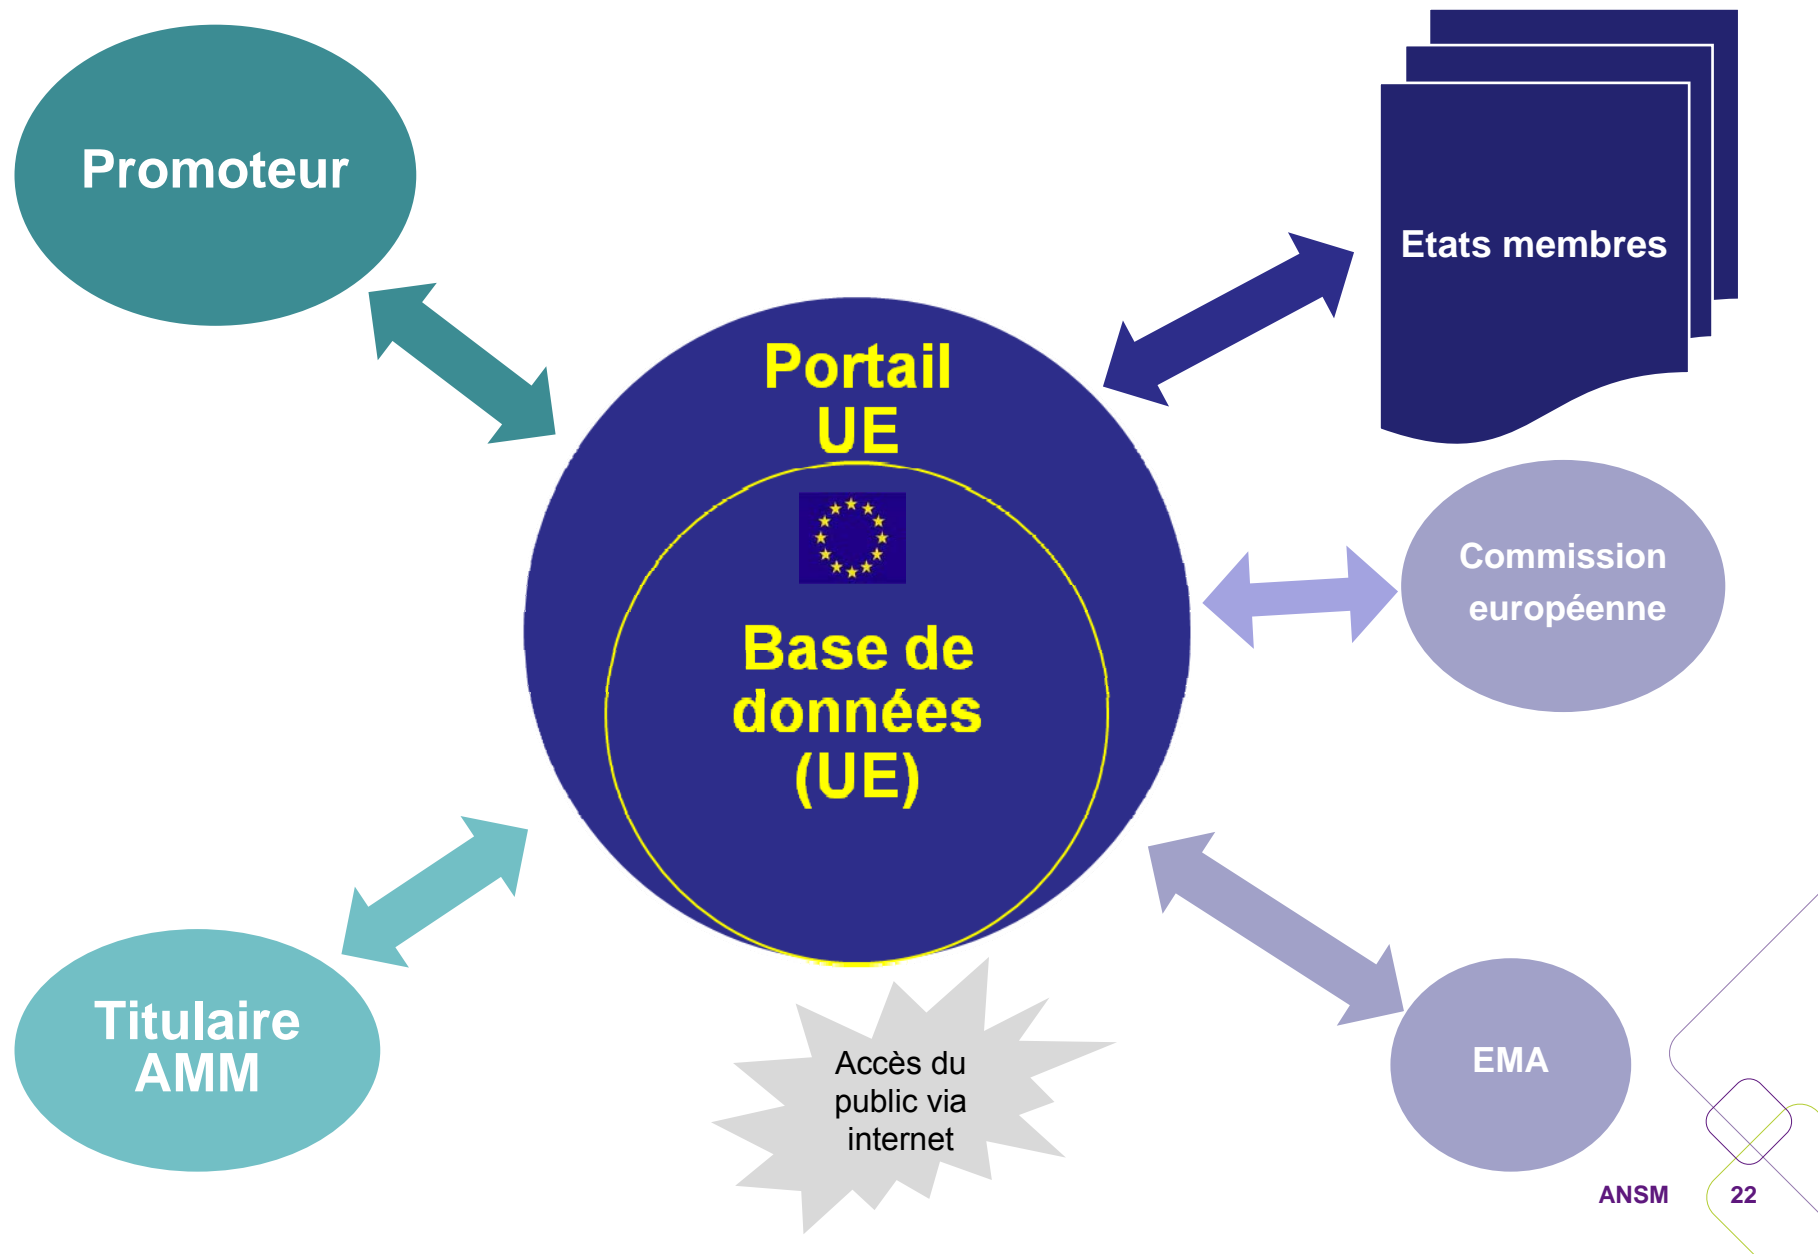 Promoteur
Etats membres
Portail
UE
Commission
européenne
Base de
données
(UE)
Titulaire
AMM
Accès du
public via
internet
EMA
ANSM 22